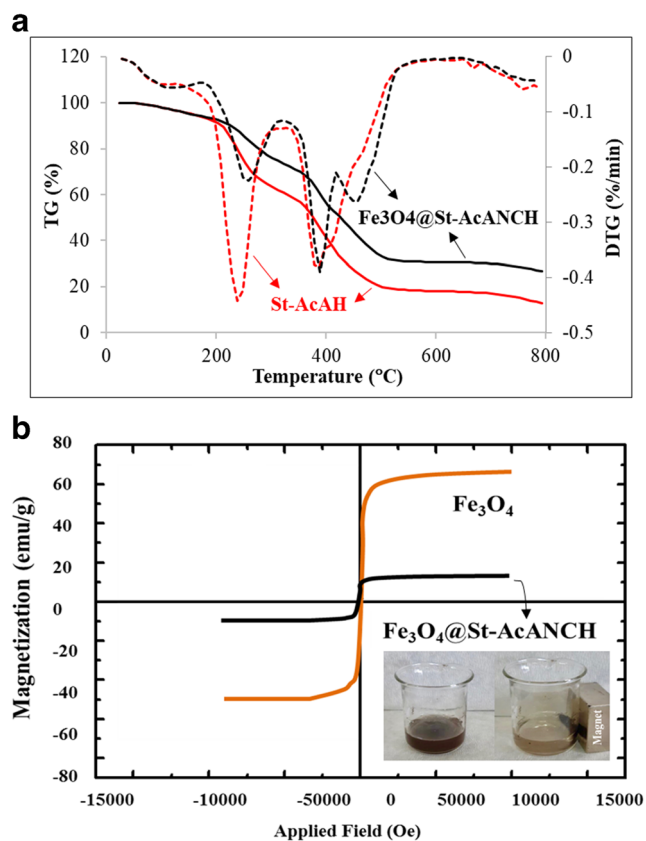 a
120
100
80
60
40
20
0
TG (%)
0
-0.1
-0.2
-0.3
-0.4
-0.5
DTG (%/min)
Fe3O4@St-AcANCH
St-AcAH
0
200
400
600
800
Temperature (°C)
b
80
60
40
20
0
-20
-40
-60
-80
Magnetization (emu/g)
Fe₃O₄
Fe₃O₄@St-AcANCH
Magnet
-15000
-10000
-50000
0
50000
10000
15000
Applied Field (Oe)